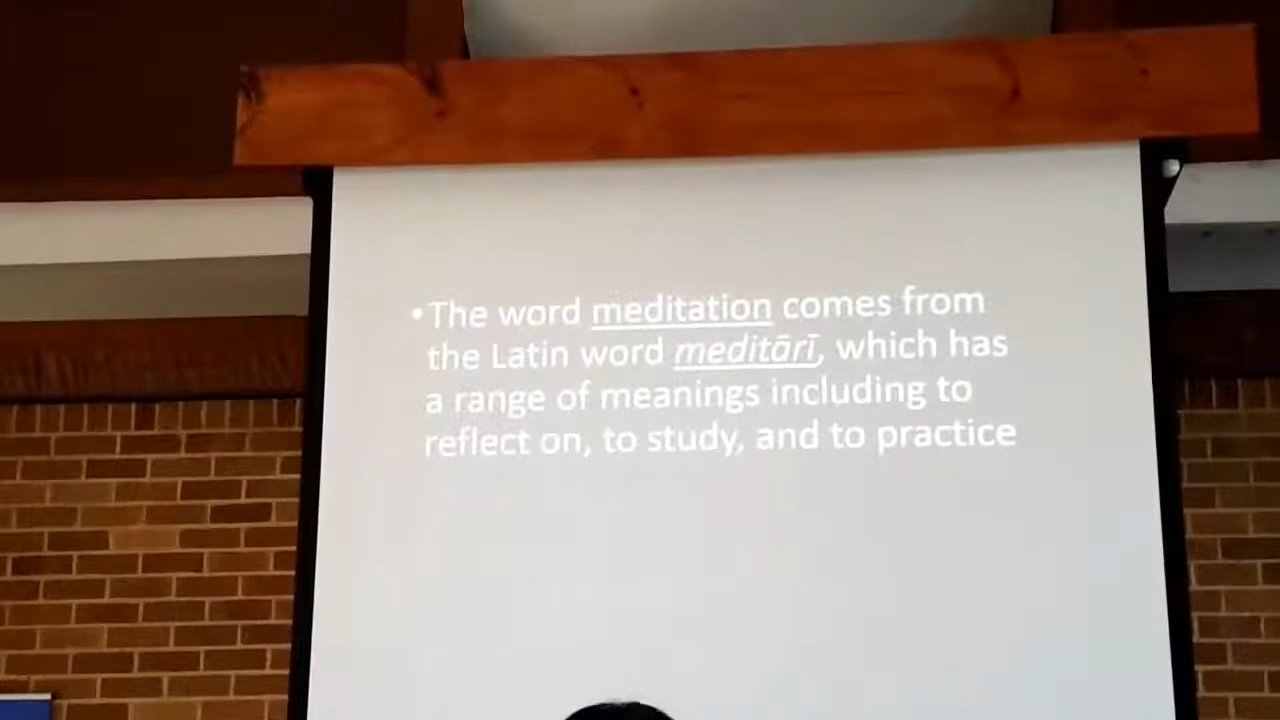 •The word meditation comes from
the Latin word meditārī, which has
a range of meanings including to
reflect on, to study, and to practice